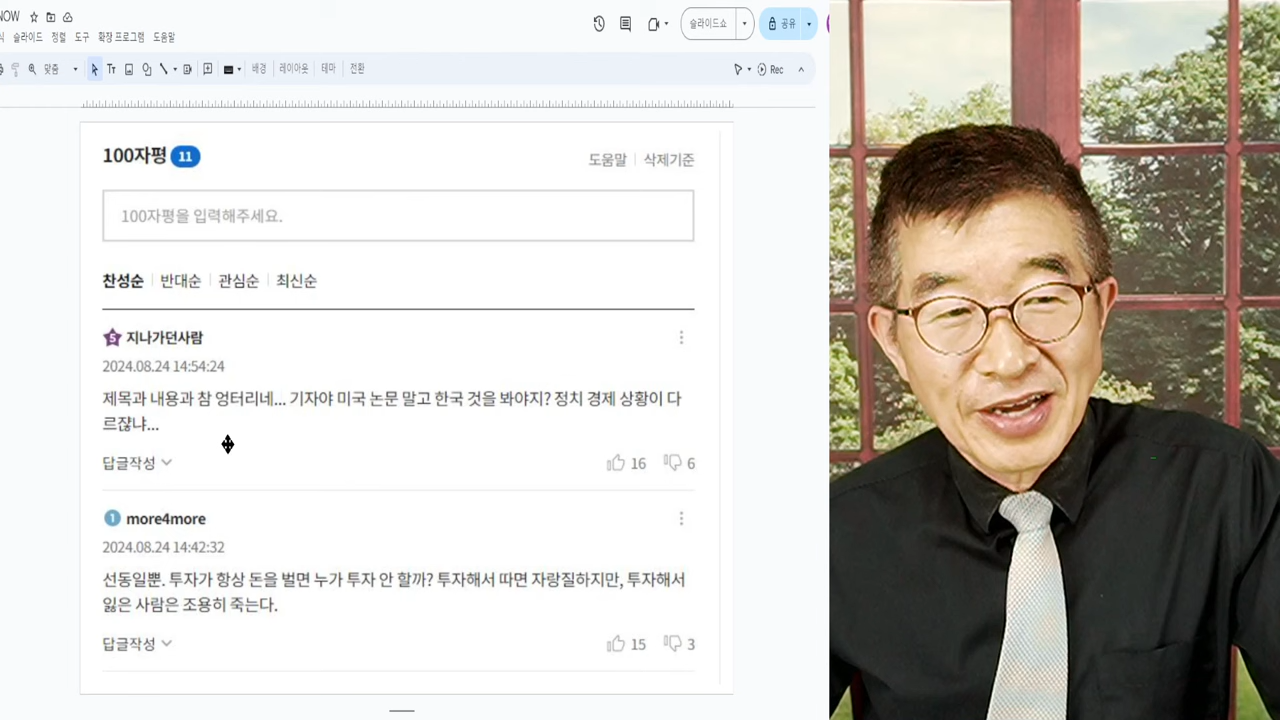 NOW
식 슬라이드 정렬 도구 확장 프로그램 도움말
슬라이드쇼 공유
맞춤 Tr 배경 레이아웃 테마 전환 Rec
100자평 11
도움말 삭제기준
100자평을 입력해주세요.
찬성순 반대순 관심순 최신순
5 지나가던사람
2024.08.24 14:54:24
제목과 내용과 참 엉터리네... 기자야 미국 논문 말고 한국 것을 봐야지? 정치 경제 상황이 다
르쟎냐...
답글작성 16 6
1 more4more
2024.08.24 14:42:32
선동일뿐. 투자가 항상 돈을 벌면 누가 투자 안 할까? 투자해서 따면 자랑질하지만, 투자해서
잃은 사람은 조용히 죽는다.
답글작성 15 3